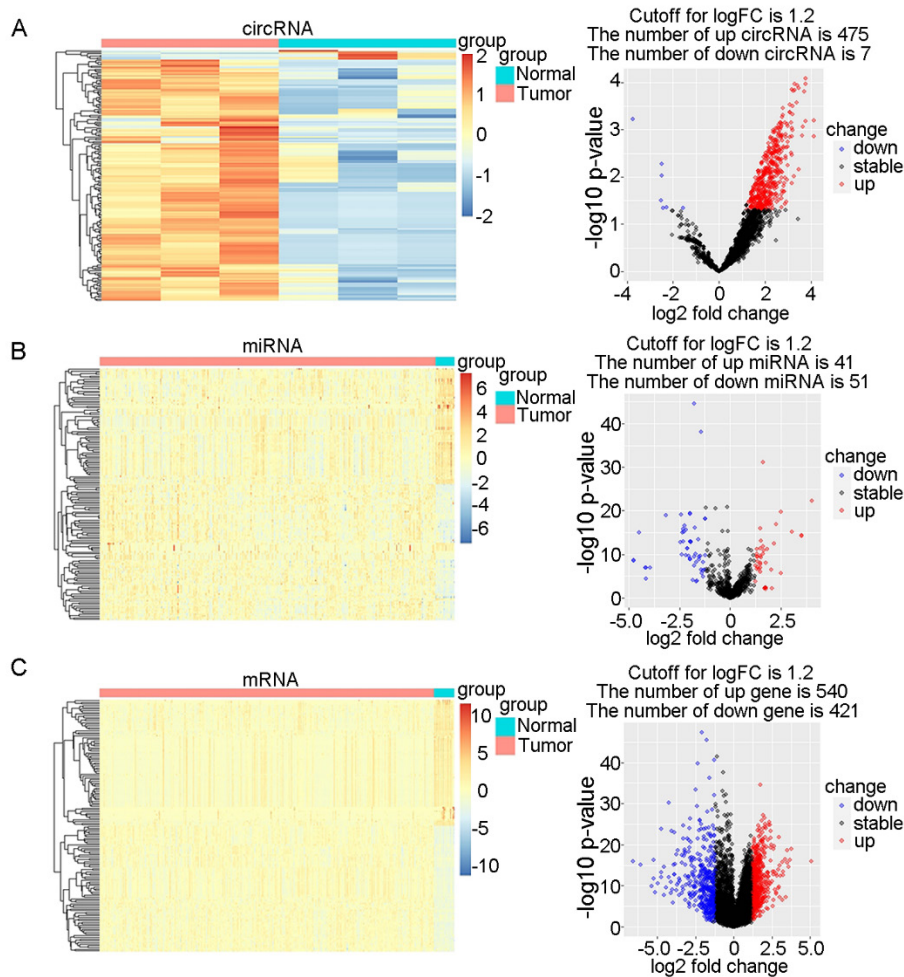 A
circRNA
group
2
Normal
Tumor
1
0
-1
-2
Cutoff for logFC is 1.2
The number of up circRNA is 475
The number of down circRNA is 7
4
3
2
1
0
-log10 p-value
-4
-2
0
2
4
log2 fold change
change
down
stable
up
B
miRNA
group
6
Normal
Tumor
4
2
0
-2
-4
-6
Cutoff for logFC is 1.2
The number of up miRNA is 41
The number of down miRNA is 51
40
30
20
10
0
-log10 p-value
-5.0
-2.5
0
2.5
log2 fold change
change
down
stable
up
C
mRNA
group
10
Normal
Tumor
5
0
-5
-10
Cutoff for logFC is 1.2
The number of up gene is 540
The number of down gene is 421
40
30
20
10
0
-log10 p-value
-5.0
-2.5
0
2.5
5.0
log2 fold change
change
down
stable
up